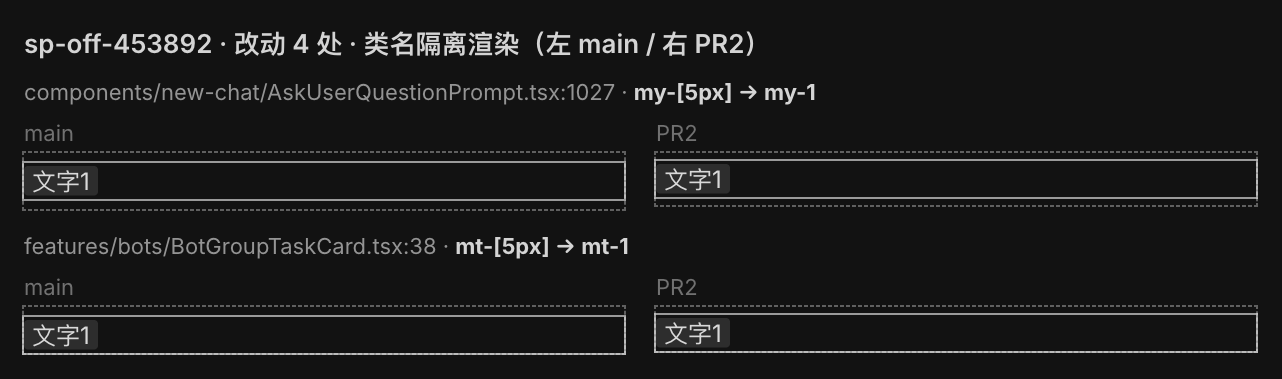 sp-off-453892 · 改动 4 处 · 类名隔离渲染（左 main / 右 PR2）
components/new-chat/AskUserQuestionPrompt.tsx:1027 · my-[5px] → my-1
main
PR2
文字1
文字1
features/bots/BotGroupTaskCard.tsx:38 · mt-[5px] → mt-1
main
PR2
文字1
文字1